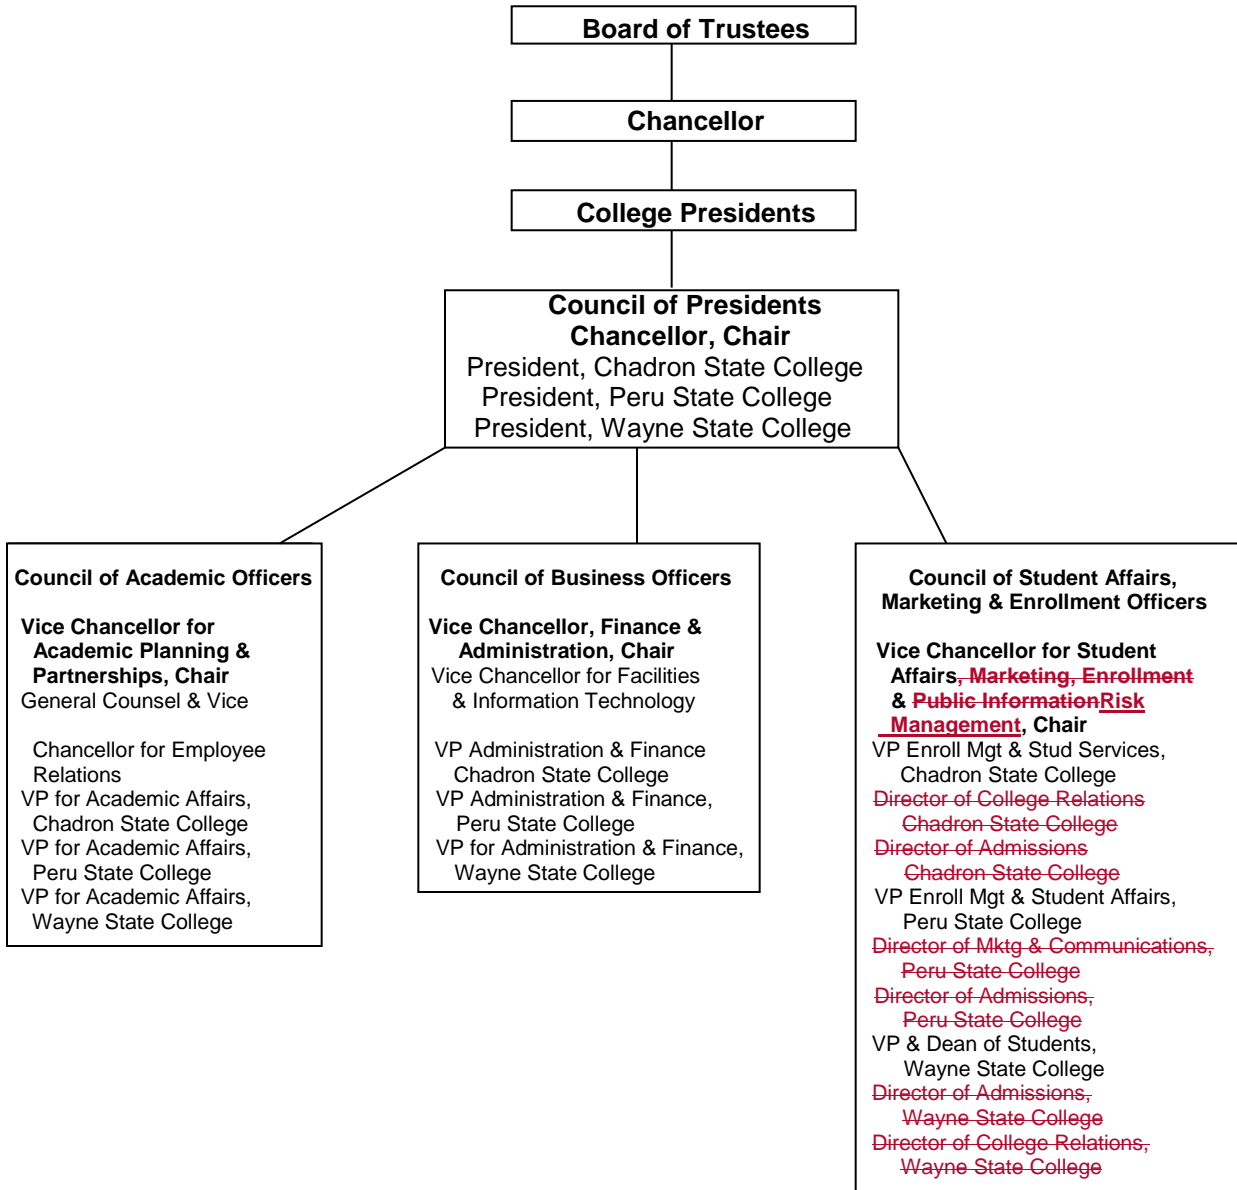 Board of Trustees
Chancellor
College Presidents
Council of Presidents
Chancellor, Chair
President, Chadron State College
President, Peru State College
President, Wayne State College
Council of Academic Officers
Vice Chancellor for
Academic Planning &
Partnerships, Chair
General Counsel & Vice
Chancellor for Employee
Relations
VP for Academic Affairs,
Chadron State College
VP for Academic Affairs,
Peru State College
VP for Academic Affairs,
Wayne State College
Council of Business Officers
Vice Chancellor, Finance &
Administration, Chair
Vice Chancellor for Facilities
& Information Technology
VP Administration & Finance
Chadron State College
VP Administration & Finance,
Peru State College
VP for Administration & Finance,
Wayne State College
Council of Student Affairs,
Marketing & Enrollment Officers
Vice Chancellor for Student
Affairs, Marketing, Enrollment
& Public InformationRisk
Management, Chair
VP Enroll Mgt & Stud Services,
Chadron State College
Director of College Relations
Chadron State College
Director of Admissions
Chadron State College
VP Enroll Mgt & Student Affairs,
Peru State College
Director of Mktg & Communications,
Peru State College
Director of Admissions,
Peru State College
VP & Dean of Students,
Wayne State College
Director of Admissions,
Wayne State College
Director of College Relations,
Wayne State College